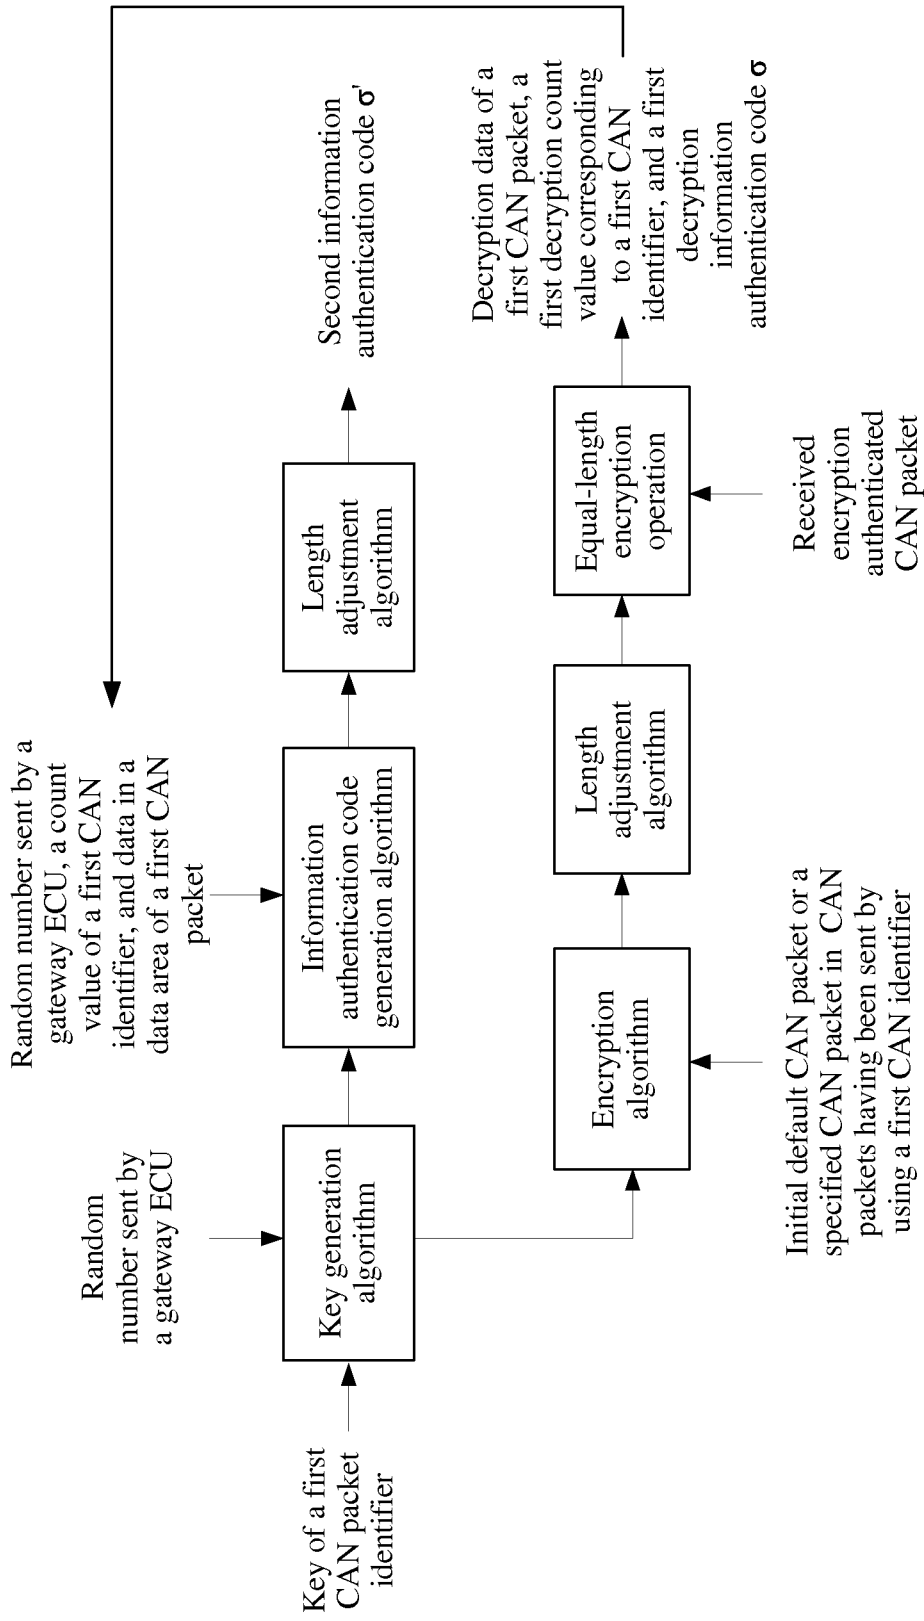 Key of a first
CAN packet
identifier
Random
number sent by
a gateway ECU
Key generation
algorithm
Random number sent by a
gateway ECU, a count
value of a first CAN
identifier, and data in a
data area of a first CAN
packet
Information
authentication code
generation algorithm
Length
adjustment
algorithm
Second information
authentication code σ'
Initial default CAN packet or a
specified CAN packet in CAN
packets having been sent by
using a first CAN identifier
Encryption
algorithm
Length
adjustment
algorithm
Equal-length
encryption
operation
Received
encryption
authenticated
CAN packet
Decryption data of a
first CAN packet, a
first decryption count
value corresponding
to a first CAN
identifier, and a first
decryption
information
authentication code σ